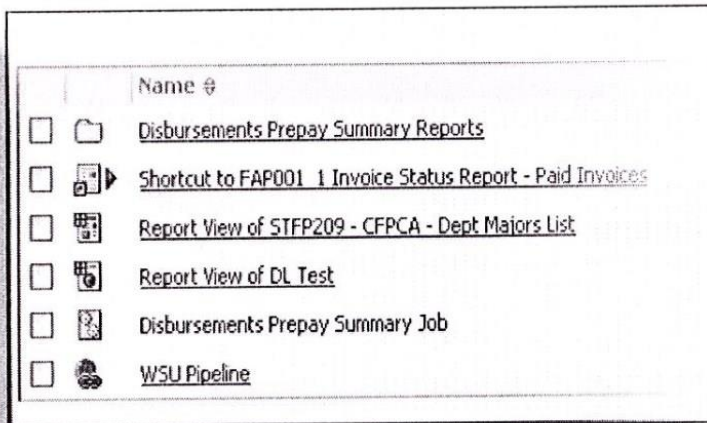 Name
Disbursements Prepay Summary Reports
Shortcut to FAP001_1 Invoice Status Report - Paid Invoices
Report View of STFP209 - CFPCA - Dept Majors List
Report View of DL Test
Disbursements Prepay Summary Job
WSU Pipeline